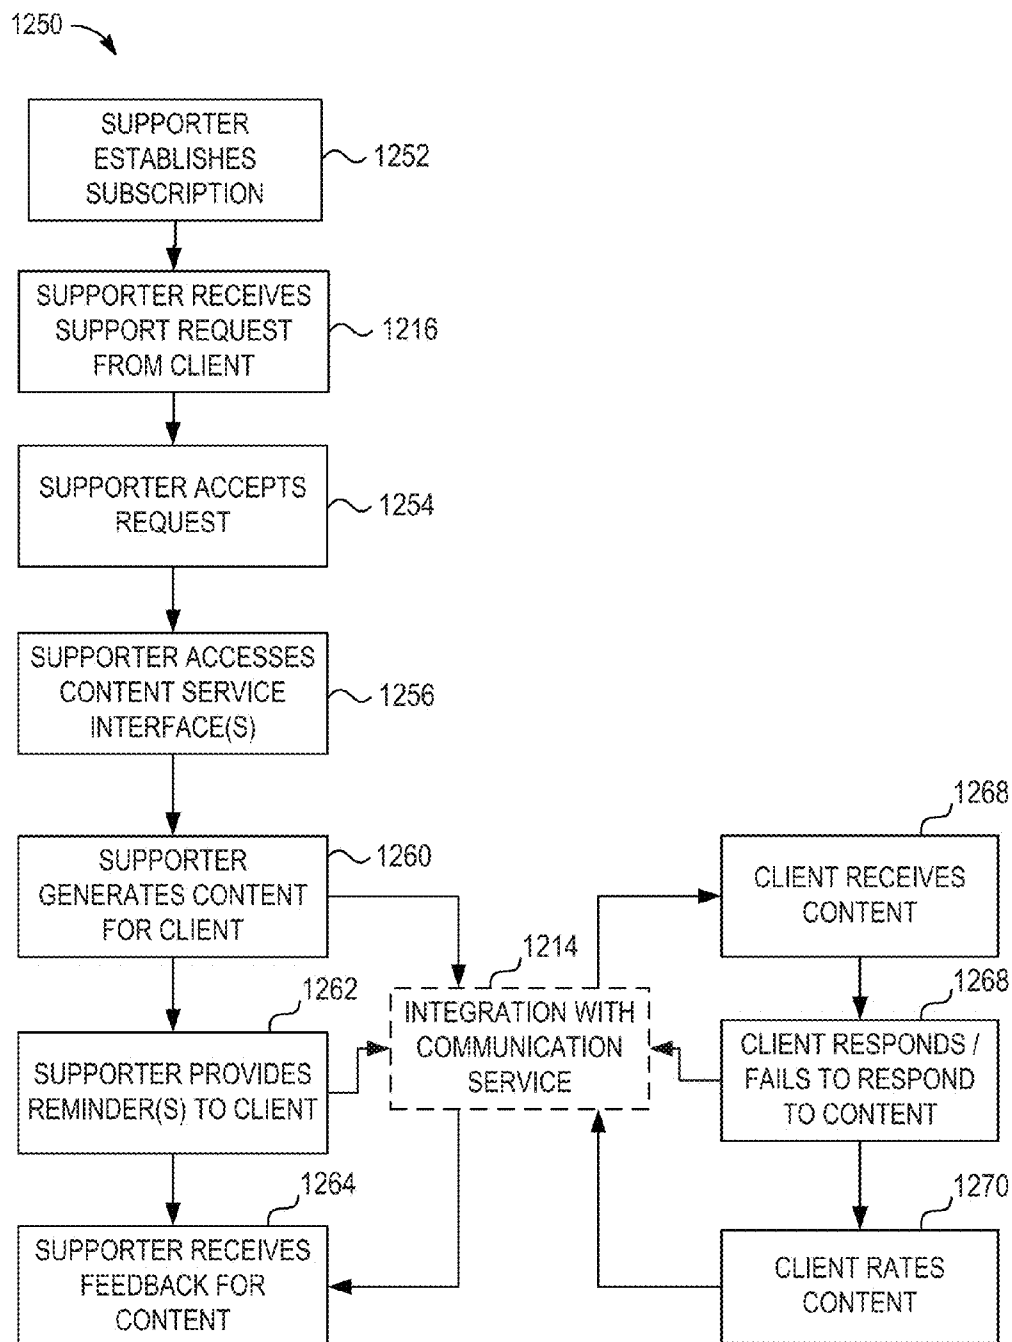 1250
SUPPORTER
ESTABLISHES
SUBSCRIPTION
1252
SUPPORTER RECEIVES
SUPPORT REQUEST
FROM CLIENT
1216
SUPPORTER ACCEPTS
REQUEST
1254
SUPPORTER ACCESSES
CONTENT SERVICE
INTERFACE(S)
1256
SUPPORTER
GENERATES CONTENT
FOR CLIENT
1260
1262
SUPPORTER PROVIDES
REMINDER(S) TO CLIENT
1264
SUPPORTER RECEIVES
FEEDBACK FOR
CONTENT
1214
INTEGRATION WITH
COMMUNICATION
SERVICE
1268
CLIENT RECEIVES
CONTENT
1268
CLIENT RESPONDS /
FAILS TO RESPOND
TO CONTENT
1270
CLIENT RATES
CONTENT